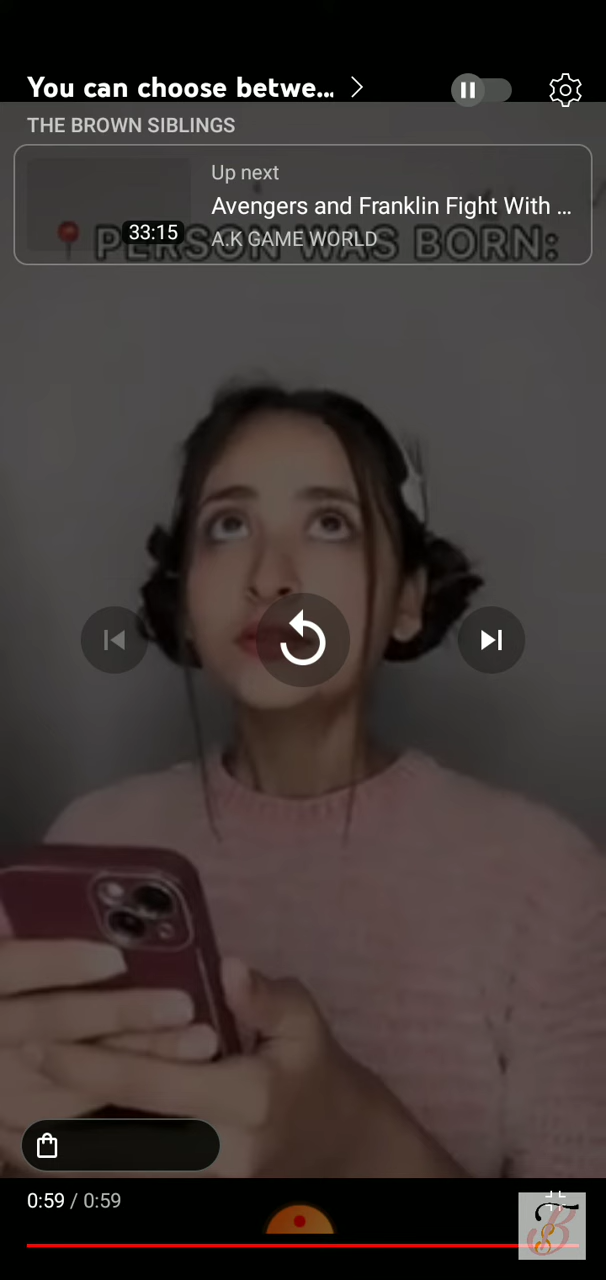 You can choose betwe...
THE BROWN SIBLINGS
Up next
Avengers and Franklin Fight With ...
33:15
A.K GAME WORLD
PERSON WAS BORN:
0:59 / 0:59